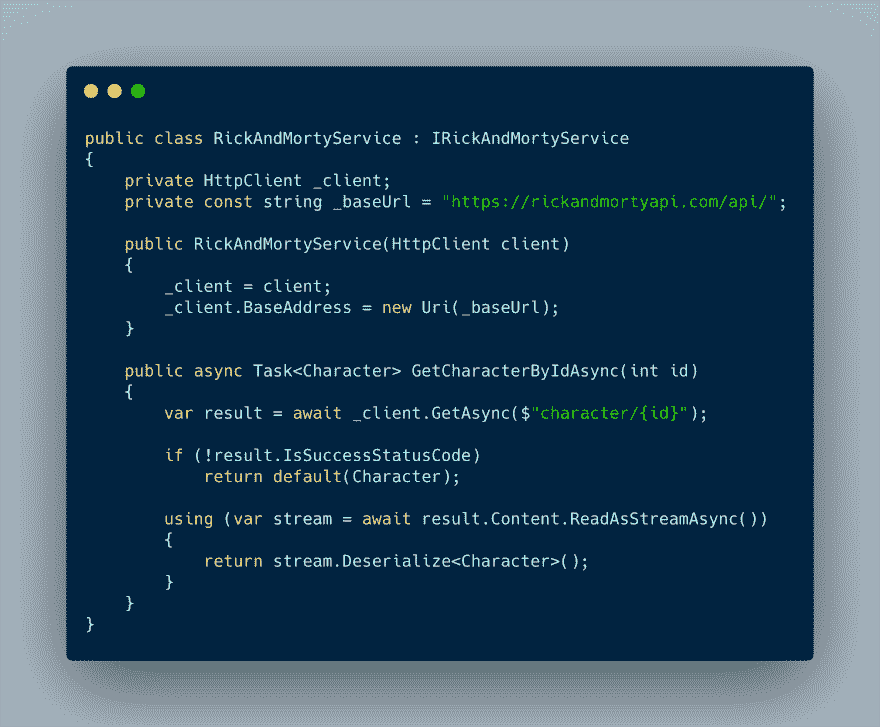 public class RickAndMortyService : IRickAndMortyService
{
    private HttpClient _client;
    private const string _baseUrl = "https://rickandmortyapi.com/api/";

    public RickAndMortyService(HttpClient client)
    {
        _client = client;
        _client.BaseAddress = new Uri(_baseUrl);
    }

    public async Task<Character> GetCharacterByIdAsync(int id)
    {
        var result = await _client.GetAsync($"character/{id}");

        if (!result.IsSuccessStatusCode)
            return default(Character);

        using (var stream = await result.Content.ReadAsStreamAsync())
        {
            return stream.Deserialize<Character>();
        }
    }
}